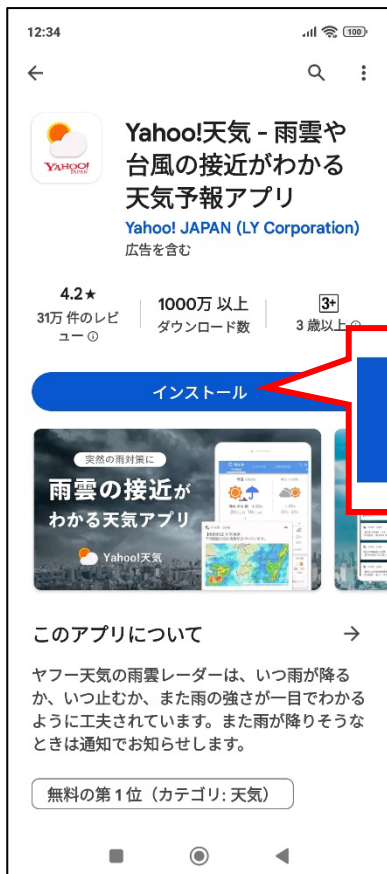 12:34
100
YAHOO!
JAPAN
Yahoo!天気 - 雨雲や
台風の接近がわかる
天気予報アプリ
Yahoo! JAPAN (LY Corporation)
広告を含む
4.2★
31万 件のレビ
ュー
1000万 以上
ダウンロード数
3+
3 歳以上
インストール
突然の雨対策に
雨雲の接近が
わかる天気アプリ
Yahoo!天気
このアプリについて
ヤフー天気の雨雲レーダーは、いつ雨が降る
か、いつ止むか、また雨の強さが一目でわかる
ように工夫されています。また雨が降りそうな
ときは通知でお知らせします。
無料の第 1 位（カテゴリ: 天気）